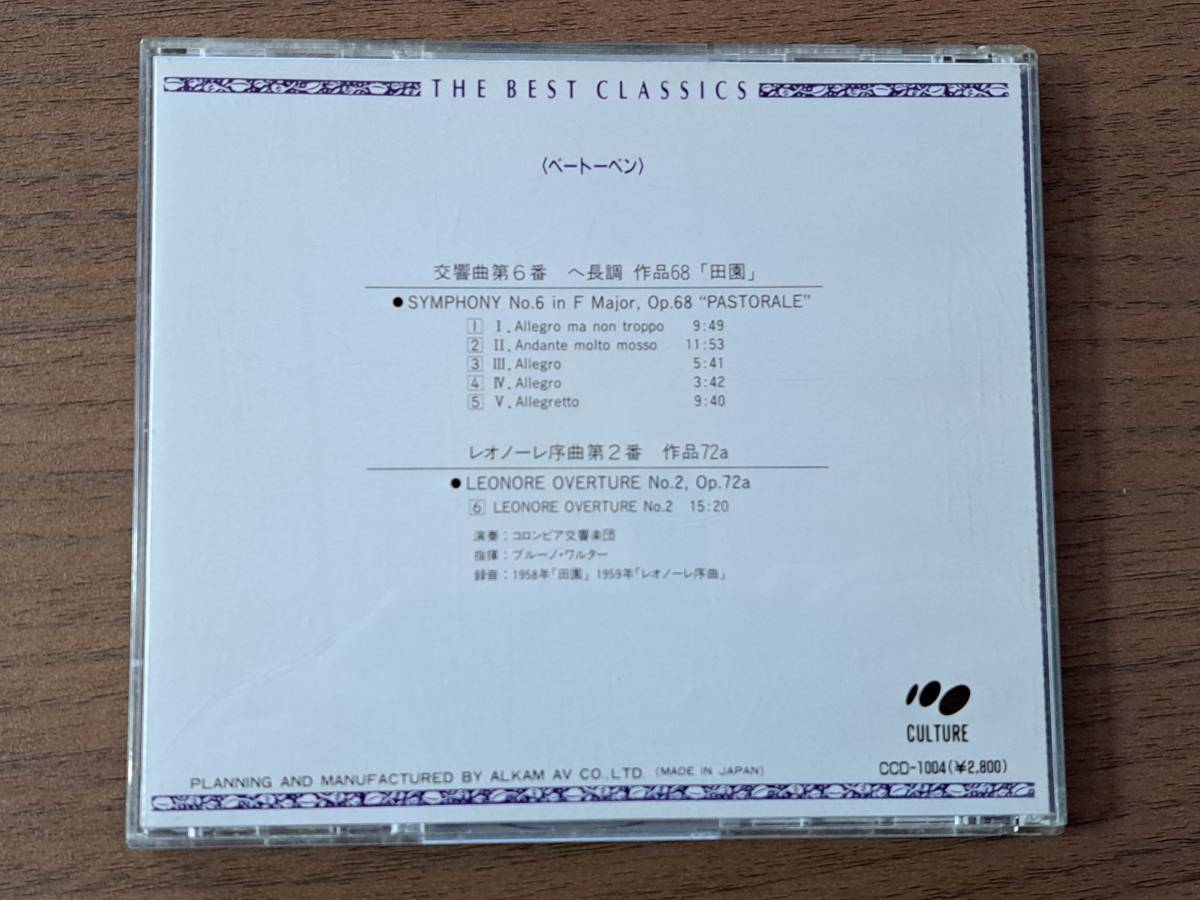 THE BEST CLASSICS
〈ベートーベン〉
交響曲第6番 ヘ長調 作品68「田園」
● SYMPHONY No.6 in F Major, Op.68 “PASTORALE”
1 I. Allegro ma non troppo 9:49
2 II. Andante molto mosso 11:53
3 III. Allegro 5:41
4 IV. Allegro 3:42
5 V. Allegretto 9:40
レオノーレ序曲第2番 作品72a
● LEONORE OVERTURE No.2, Op.72a
6 LEONORE OVERTURE No.2 15:20
演奏：コロンビア交響楽団
指揮：ブルーノ・ワルター
録音：1958年「田園」1959年「レオノーレ序曲」
CULTURE
CCD-1004(¥2,800)
PLANNING AND MANUFACTURED BY ALKAM AV CO.,LTD. (MADE IN JAPAN)